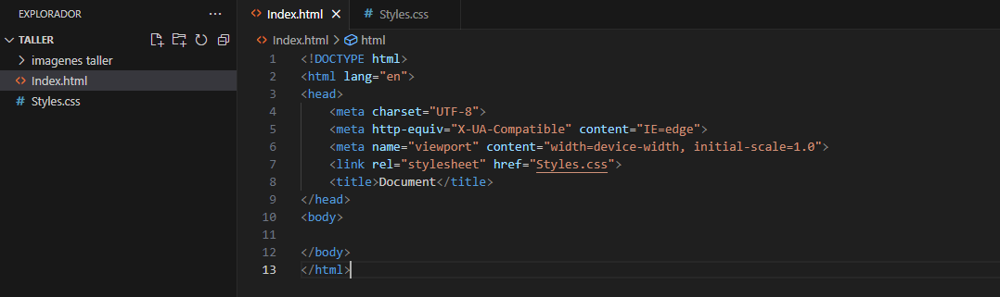 EXPLORADOR ···
TALLER
imagenes taller
Index.html
Styles.css
Index.html
Styles.css
Index.html > html
1 <!DOCTYPE html>
2 <html lang="en">
3 <head>
4     <meta charset="UTF-8">
5     <meta http-equiv="X-UA-Compatible" content="IE=edge">
6     <meta name="viewport" content="width=device-width, initial-scale=1.0">
7     <link rel="stylesheet" href="Styles.css">
8     <title>Document</title>
9 </head>
10 <body>
11
12 </body>
13 </html>